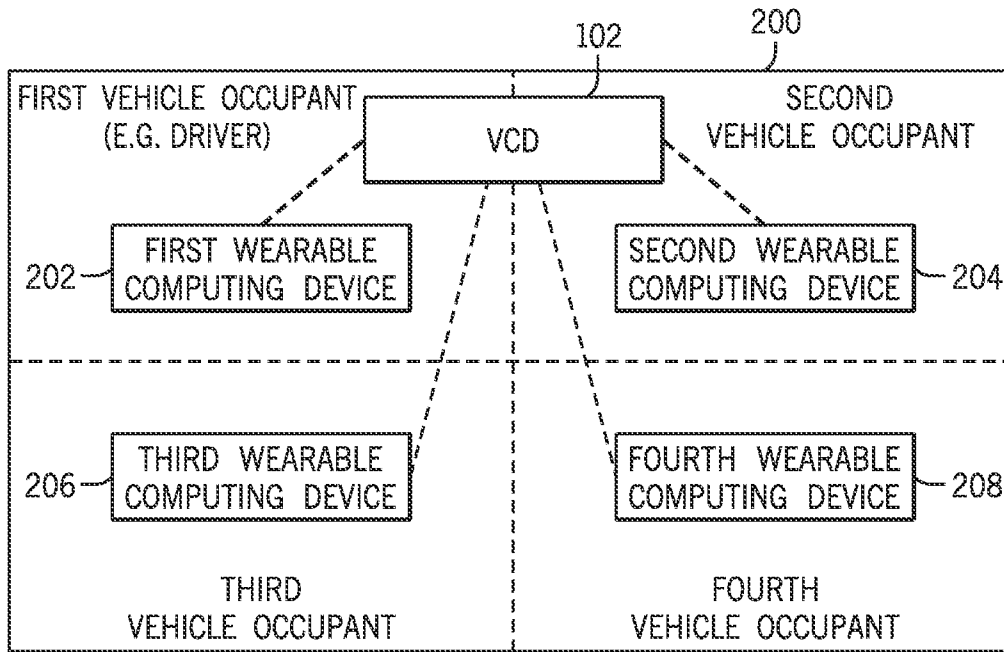 102
200
FIRST VEHICLE OCCUPANT
(E.G. DRIVER)
VCD
SECOND
VEHICLE OCCUPANT
202
FIRST WEARABLE
COMPUTING DEVICE
SECOND WEARABLE
COMPUTING DEVICE
204
206
THIRD WEARABLE
COMPUTING DEVICE
FOURTH WEARABLE
COMPUTING DEVICE
208
THIRD
VEHICLE OCCUPANT
FOURTH
VEHICLE OCCUPANT